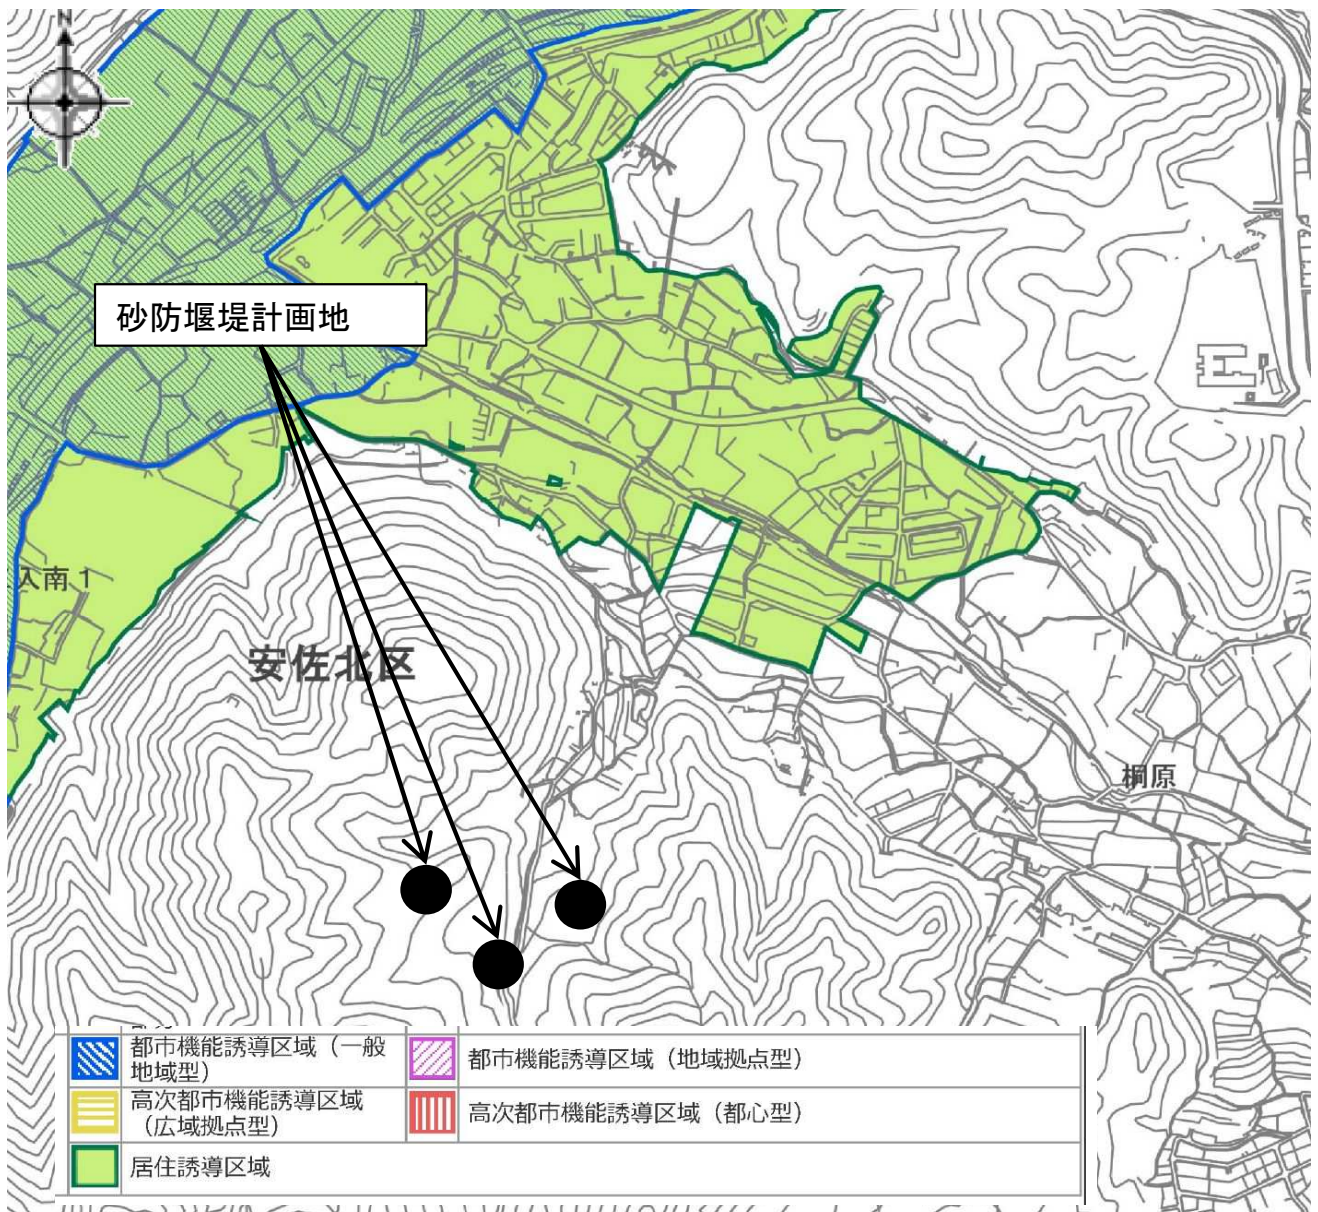 N
砂防堰堤計画地
入南1
安佐北区
桐原
都市機能誘導区域（一般
地域型）
都市機能誘導区域（地域拠点型）
高次都市機能誘導区域
（広域拠点型）
高次都市機能誘導区域（都心型）
居住誘導区域